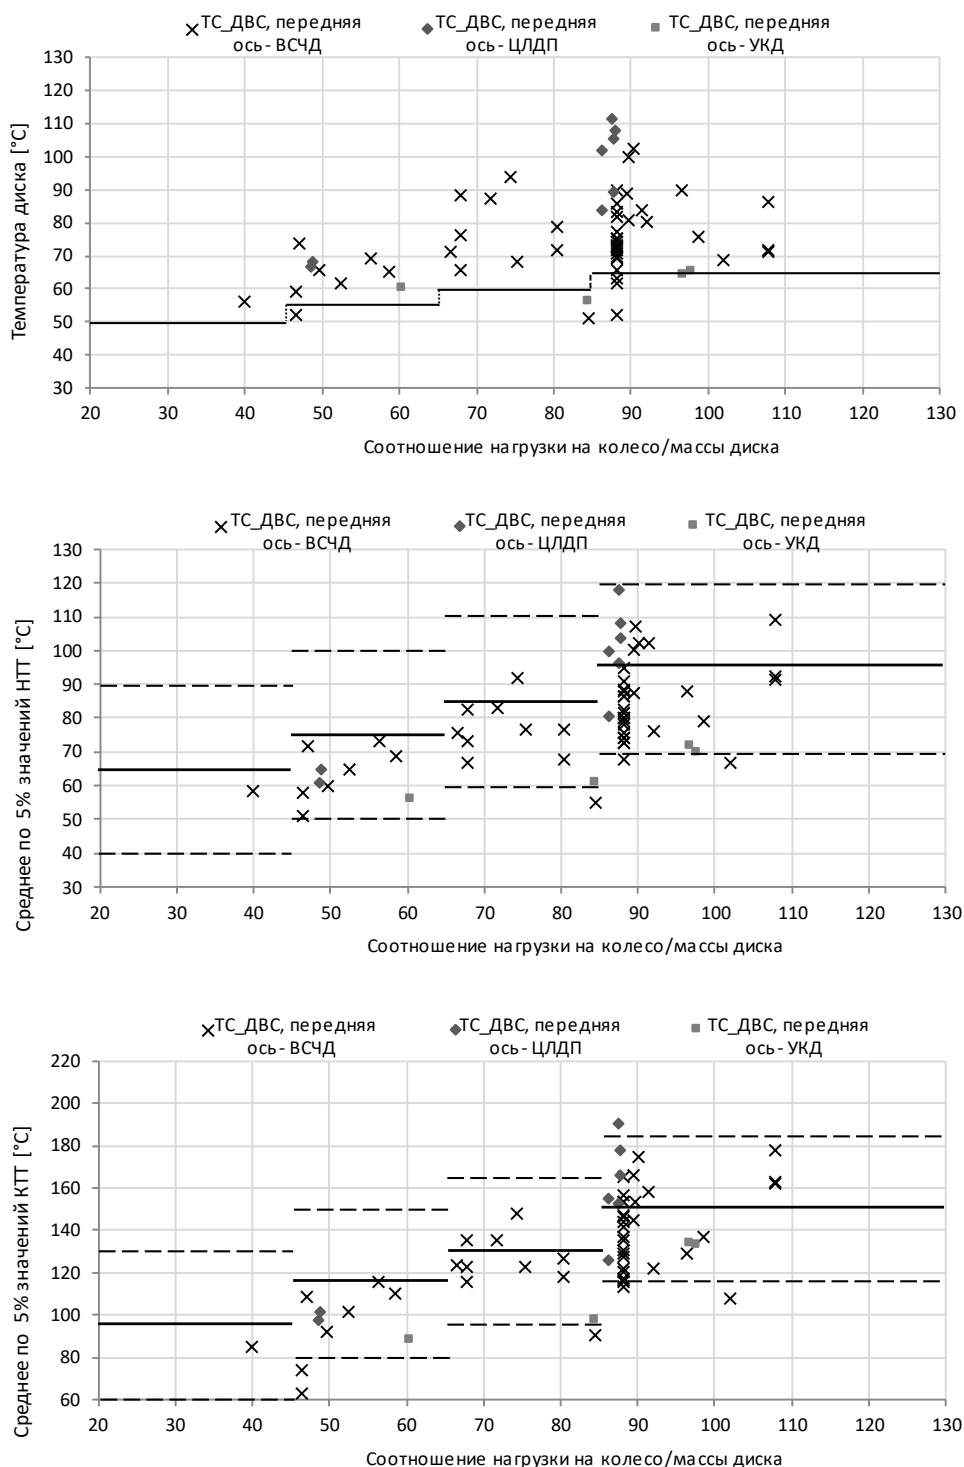 ТС_ДВС, передняя
ось - ВСЧД
ТС_ДВС, передняя
ось - ЦЛДП
ТС_ДВС, передняя
ось - УКД
Температура диска [°C]
130
120
110
100
90
80
70
60
50
40
30
20 30 40 50 60 70 80 90 100 110 120 130
Соотношение нагрузки на колесо/массы диска
ТС_ДВС, передняя
ось - ВСЧД
ТС_ДВС, передняя
ось - ЦЛДП
ТС_ДВС, передняя
ось - УКД
Среднее по 5% значений НТТ [°C]
130
120
110
100
90
80
70
60
50
40
30
20 30 40 50 60 70 80 90 100 110 120 130
Соотношение нагрузки на колесо/массы диска
ТС_ДВС, передняя
ось - ВСЧД
ТС_ДВС, передняя
ось - ЦЛДП
ТС_ДВС, передняя
ось - УКД
Среднее по 5% значений КТТ [°C]
220
200
180
160
140
120
100
80
60
20 30 40 50 60 70 80 90 100 110 120 130
Соотношение нагрузки на колесо/массы диска